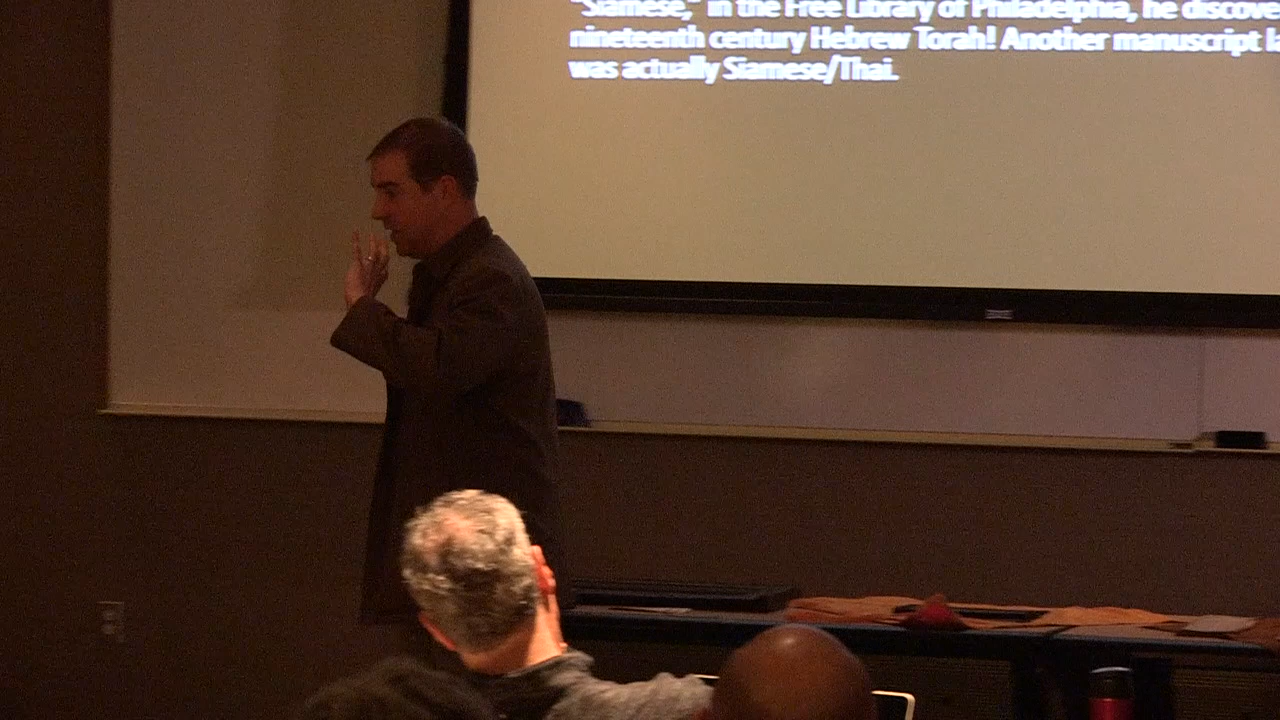 "Siamese," in the Free Library of Philadelphia, he discove
nineteenth century Hebrew Torah! Another manuscript l
was actually Siamese/Thai.